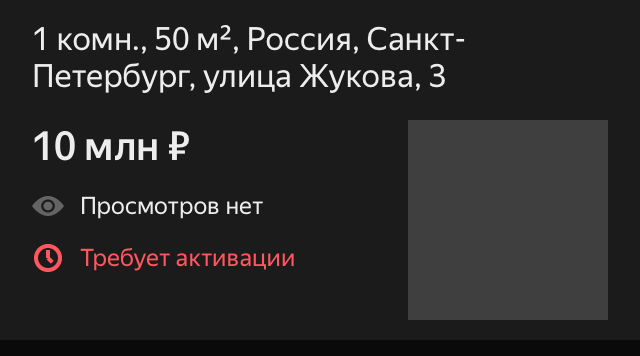 1 комн., 50 м², Россия, Санкт-
Петербург, улица Жукова, 3
10 млн ₽
Просмотров нет
Требует активации